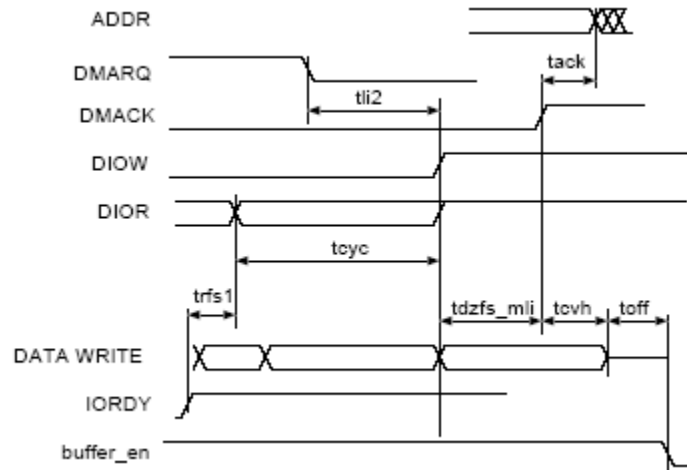 ADDR
DMARQ
tack
tli2
DMACK
DIOW
DIOR
tcyc
trfs1
tdzfs_mli
tcvh
toff
DATA WRITE
IORDY
buffer_en